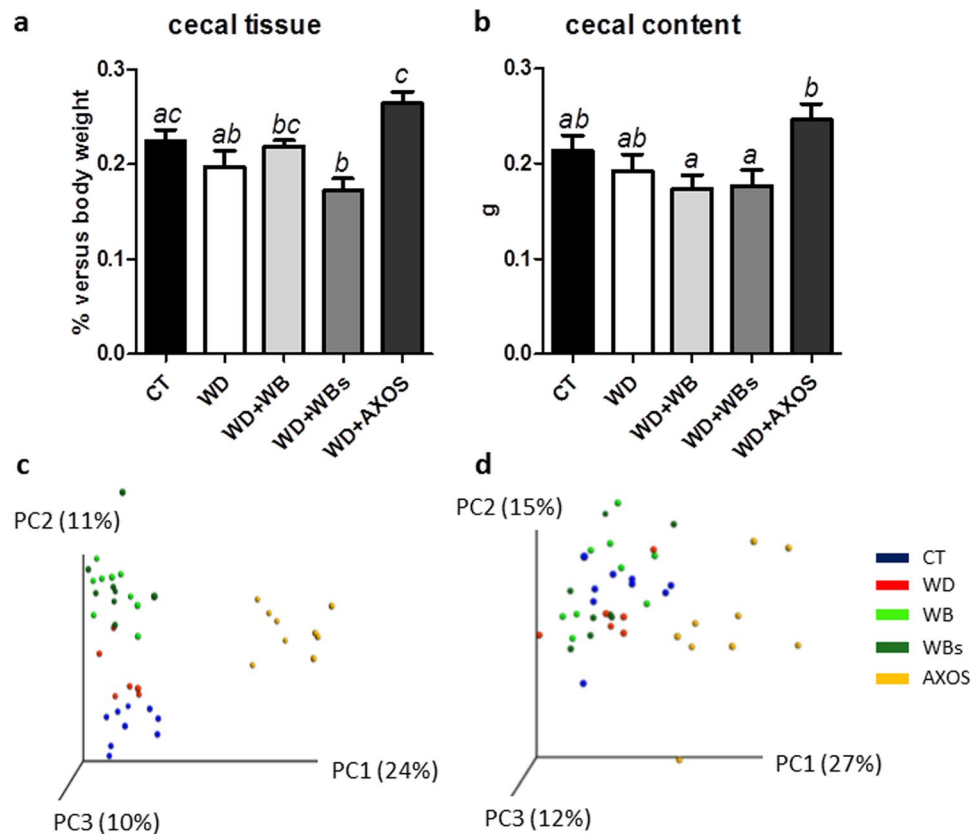 a
cecal tissue
% versus body weight
0.3
0.2
0.1
0.0
ac
ab
bc
b
c
CT
WD
WD+WB
WD+WBs
WD+AXOS
b
cecal content
g
0.3
0.2
0.1
0.0
ab
ab
a
a
b
CT
WD
WD+WB
WD+WBs
WD+AXOS
c
PC2 (11%)
PC1 (24%)
PC3 (10%)
d
PC2 (15%)
PC1 (27%)
PC3 (12%)
CT
WD
WB
WBs
AXOS